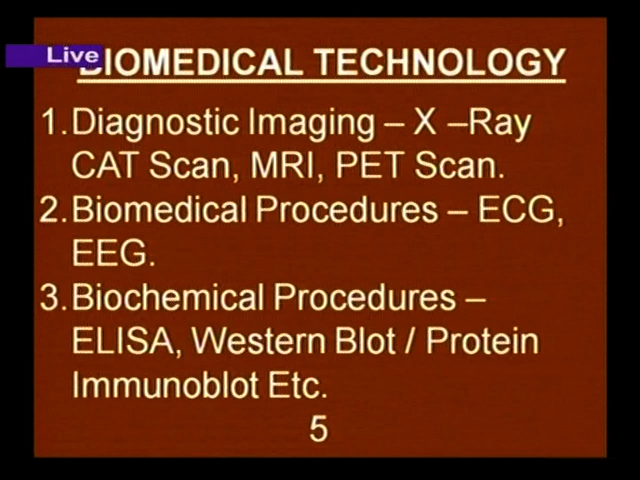 Live
BIOMEDICAL TECHNOLOGY
1.Diagnostic Imaging – X –Ray
CAT Scan, MRI, PET Scan.
2.Biomedical Procedures – ECG,
EEG.
3.Biochemical Procedures –
ELISA, Western Blot / Protein
Immunoblot Etc.
5